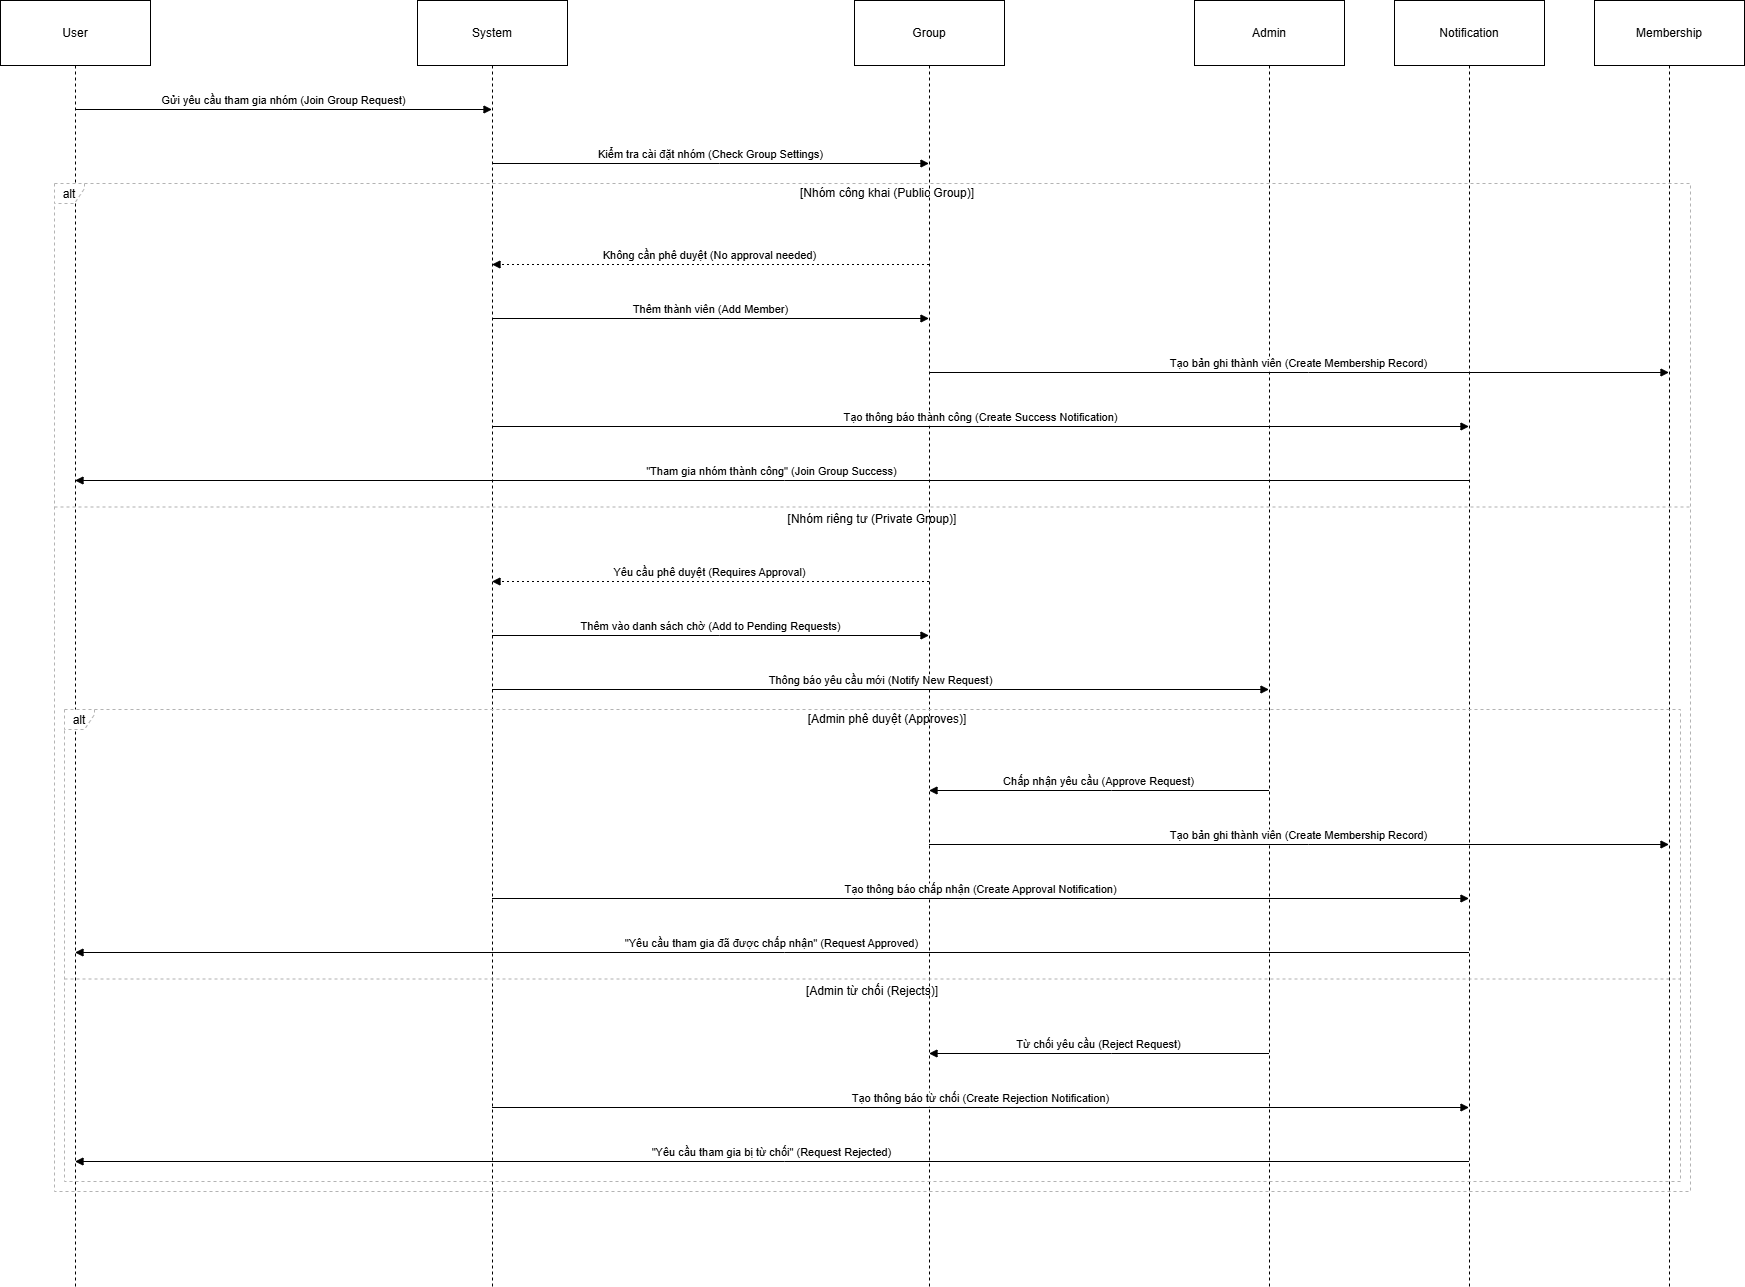 User
System
Group
Admin
Notification
Membership
Gửi yêu cầu tham gia nhóm (Join Group Request)
Kiểm tra cài đặt nhóm (Check Group Settings)
alt
[Nhóm công khai (Public Group)]
Không cần phê duyệt (No approval needed)
Thêm thành viên (Add Member)
Tạo bản ghi thành viên (Create Membership Record)
Tạo thông báo thành công (Create Success Notification)
"Tham gia nhóm thành công" (Join Group Success)
[Nhóm riêng tư (Private Group)]
Yêu cầu phê duyệt (Requires Approval)
Thêm vào danh sách chờ (Add to Pending Requests)
Thông báo yêu cầu mới (Notify New Request)
alt
[Admin phê duyệt (Approves)]
Chấp nhận yêu cầu (Approve Request)
Tạo bản ghi thành viên (Create Membership Record)
Tạo thông báo chấp nhận (Create Approval Notification)
"Yêu cầu tham gia đã được chấp nhận" (Request Approved)
[Admin từ chối (Rejects)]
Từ chối yêu cầu (Reject Request)
Tạo thông báo từ chối (Create Rejection Notification)
"Yêu cầu tham gia bị từ chối" (Request Rejected)